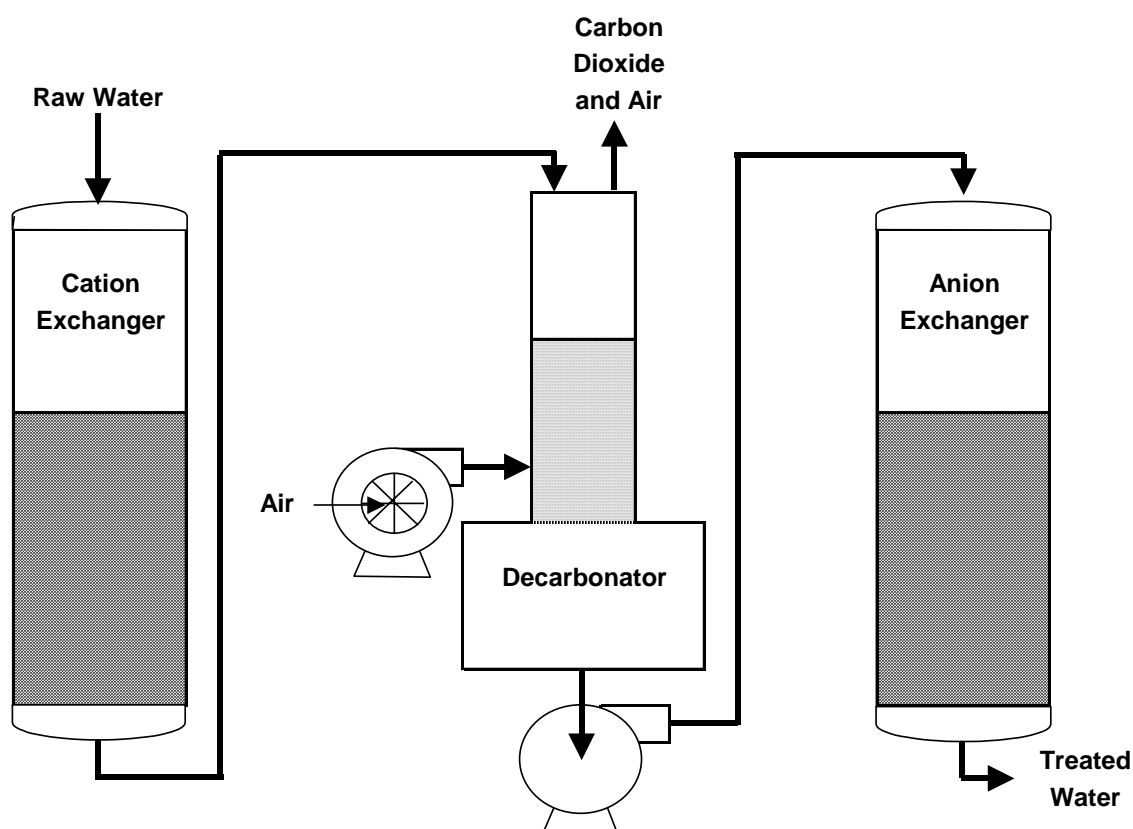 Raw Water
Carbon
Dioxide
and Air
Cation
Exchanger
Air
Decarbonator
Anion
Exchanger
Treated
Water